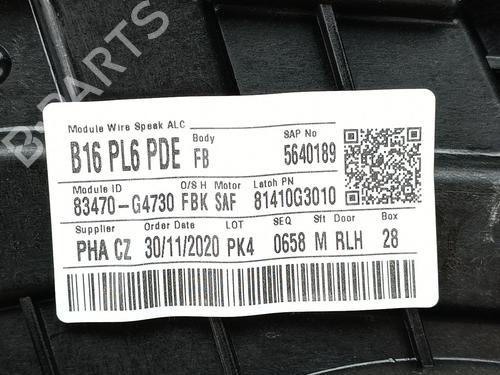 B-PARTS
Module Wire Speak ALC Body SAP No
B16 PL6 PDE FB 5640189
Module ID O/S H Motor Latch PN
83470-G4730 FBK SAF 81410G3010
Supplier Order Date LOT SEQ Sft Door Box
PHA CZ 30/11/2020 PK4 0658 M RLH 28